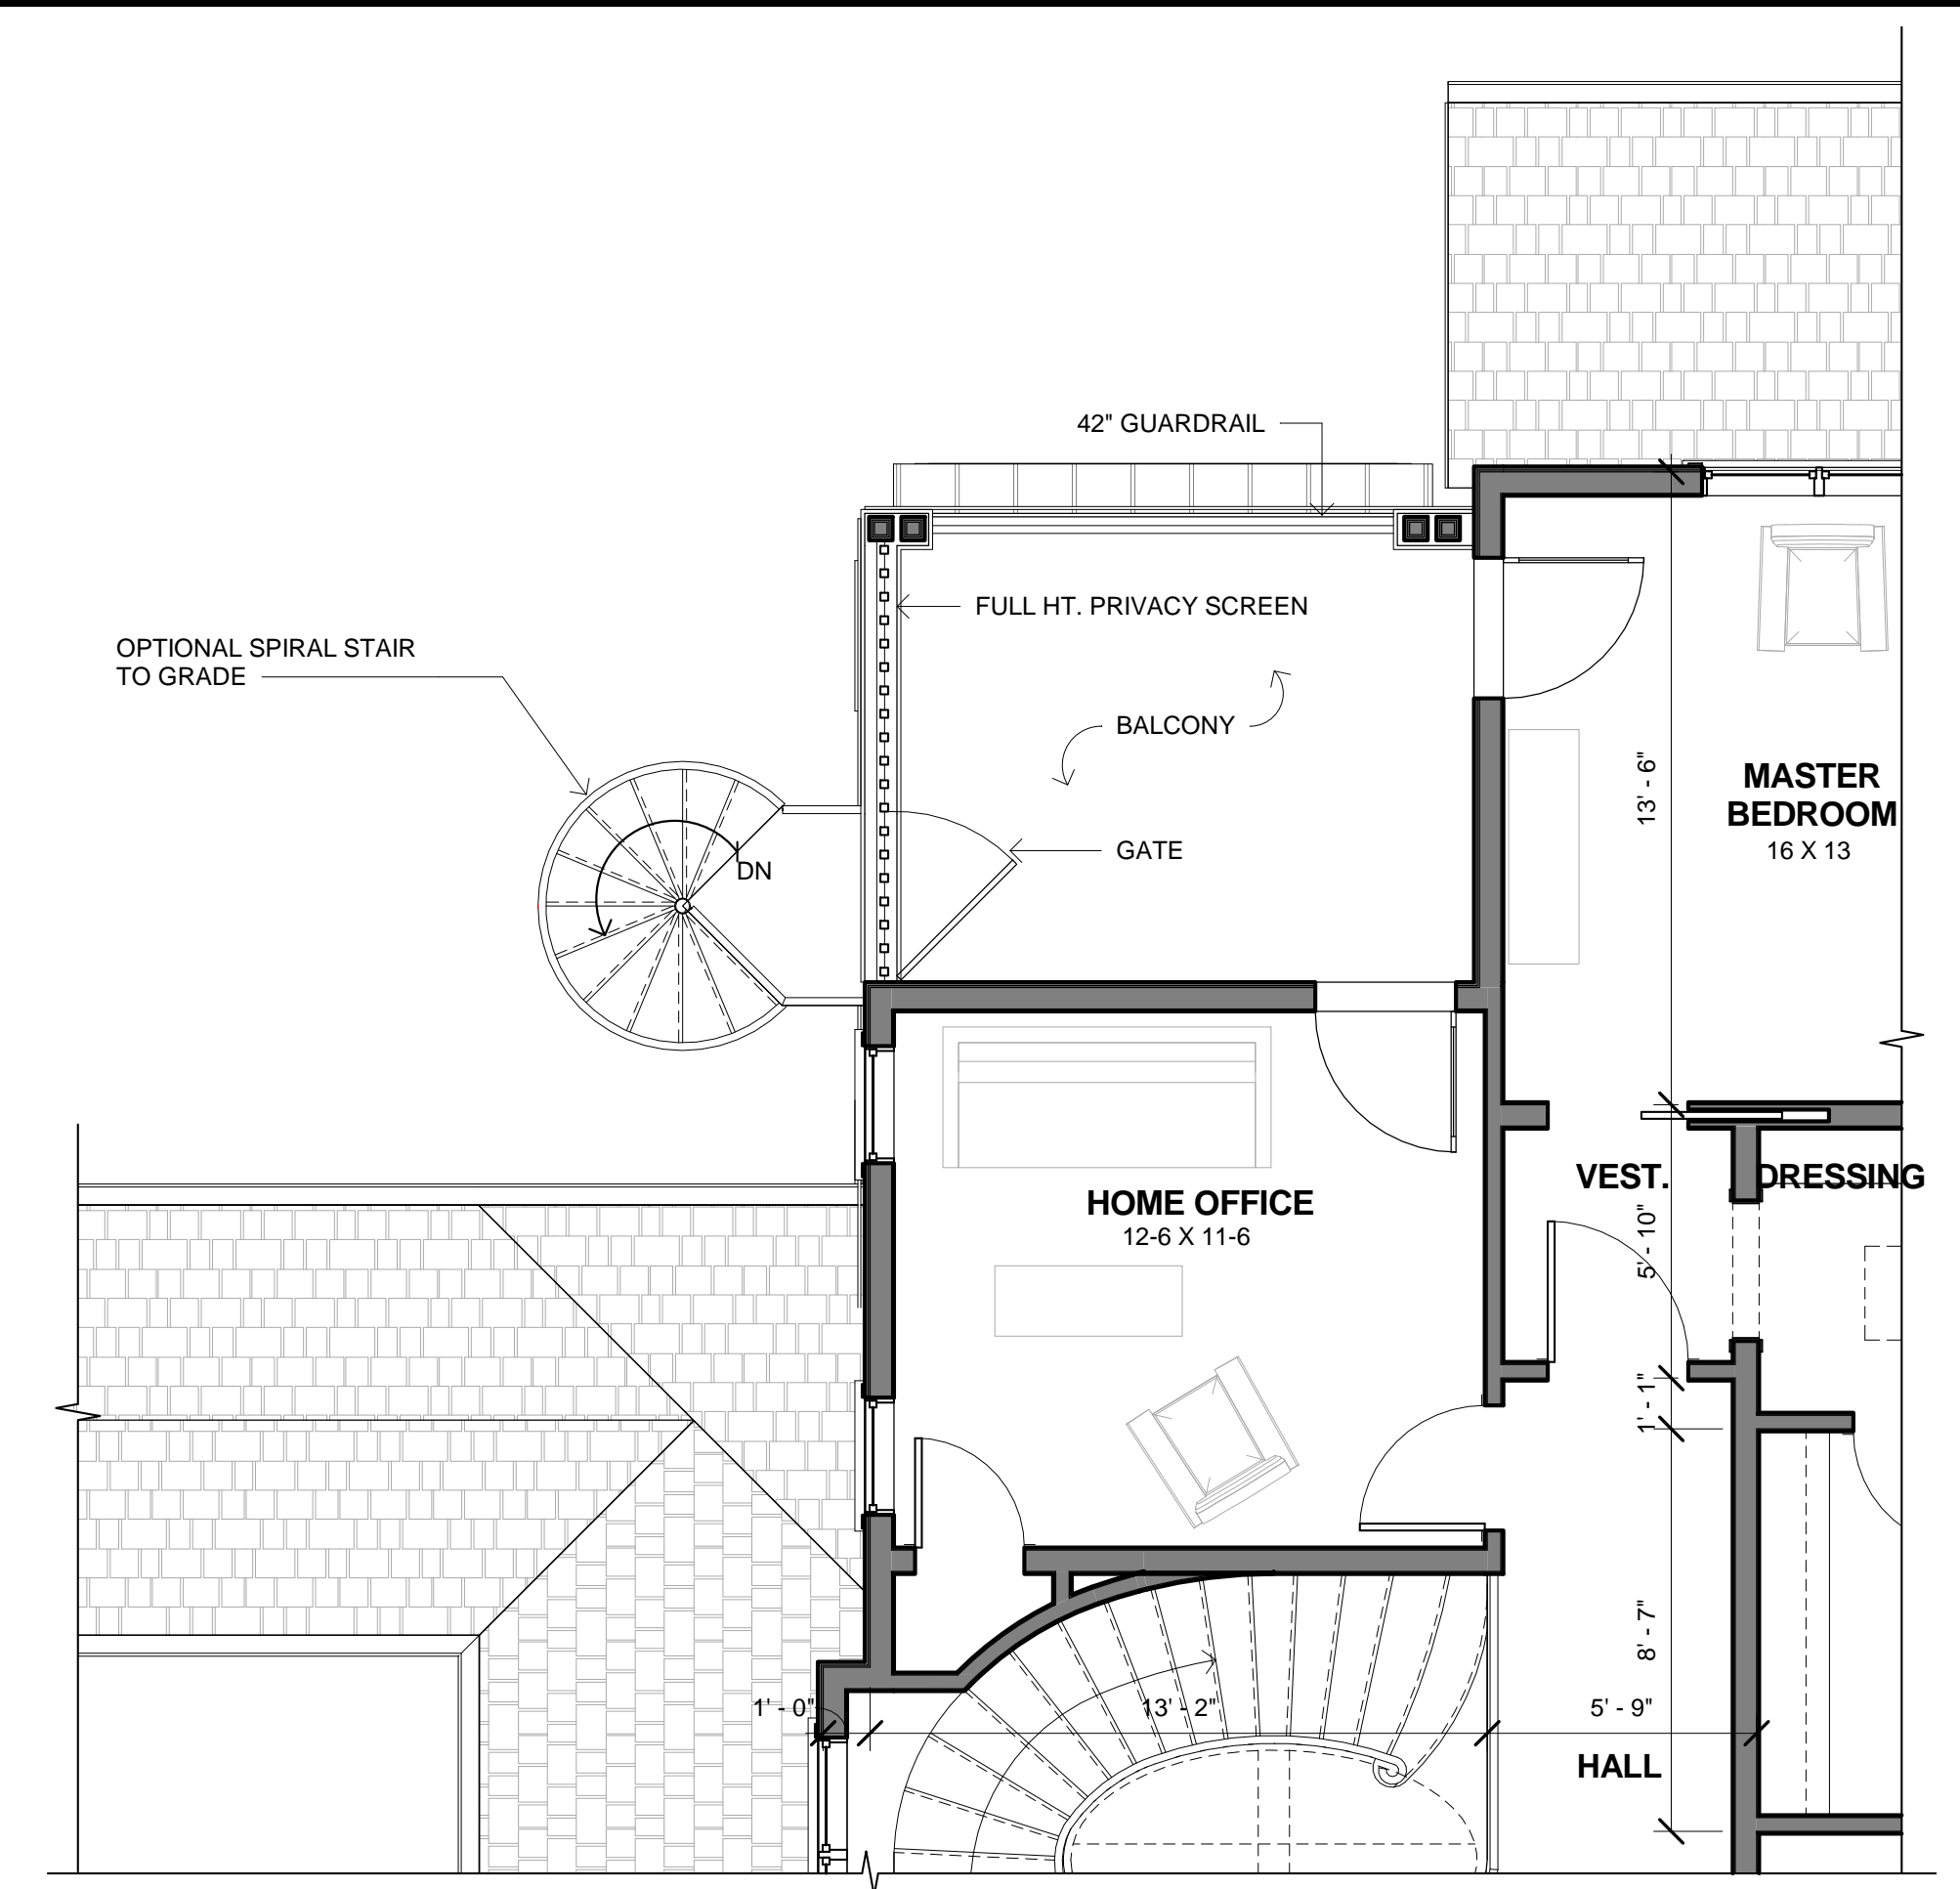 42" GUARDRAIL
FULL HT. PRIVACY SCREEN
OPTIONAL SPIRAL STAIR
TO GRADE
BALCONY
13' - 6"
MASTER
BEDROOM
16 X 13
GATE
DN
VEST.
DRESSING
HOME OFFICE
12-6 X 11-6
5' - 10"
1' - 1"
8' - 7"
1' - 0"
13' - 2"
5' - 9"
HALL